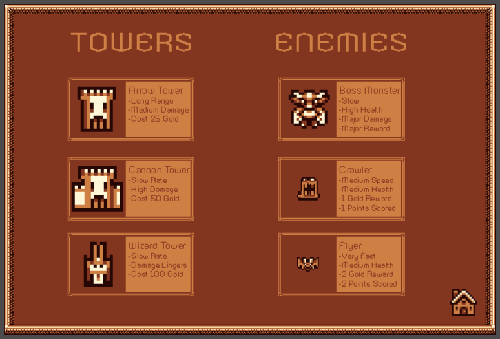 TOWERS
Arrow Tower
-Long Range
-Medium Damage
-Cost 25 Gold
Cannon Tower
-Slow Rate
-High Damage
-Cost 50 Gold
Wizard Tower
-Slow Rate
-Damage Lingers
-Cost 100 Gold
ENEMIES
Boss Monster
-Slow
-High Health
-Major Damage
-Major Reward
Crawler
-Medium Speed
-Medium Health
-1 Gold Reward
-1 Points Scored
Flyer
-Very Fast
-Medium Health
-2 Gold Reward
-2 Points Scored